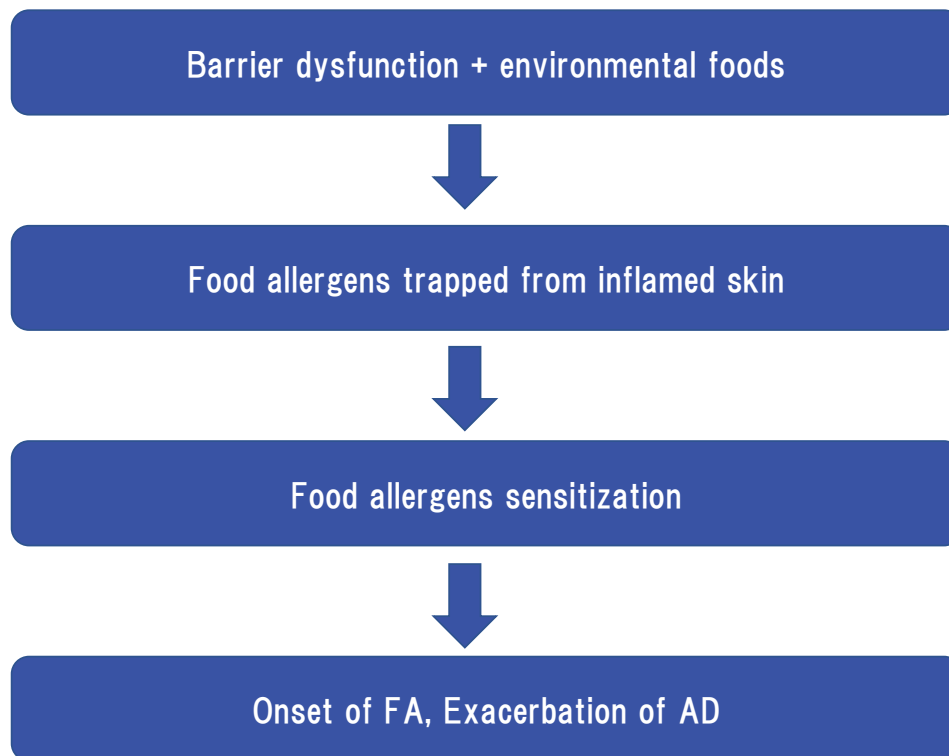 Barrier dysfunction + environmental foods
Food allergens trapped from inflamed skin
Food allergens sensitization
Onset of FA, Exacerbation of AD